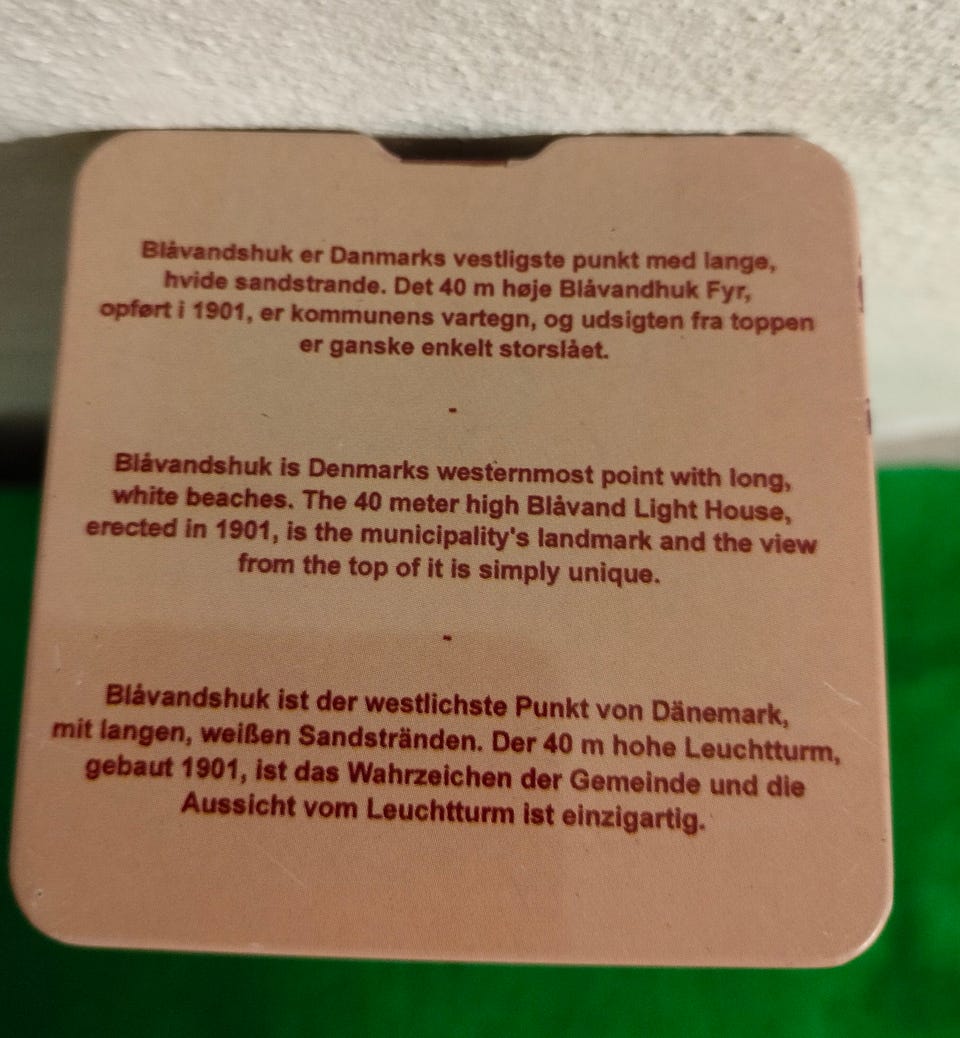 Blåvandshuk er Danmarks vestligste punkt med lange,
hvide sandstrande. Det 40 m høje Blåvandhuk Fyr,
opført i 1901, er kommunens vartegn, og udsigten fra toppen
er ganske enkelt storslået.
-
Blåvandshuk is Denmarks westernmost point with long,
white beaches. The 40 meter high Blåvand Light House,
erected in 1901, is the municipality's landmark and the view
from the top of it is simply unique.
-
Blåvandshuk ist der westlichste Punkt von Dänemark,
mit langen, weißen Sandstränden. Der 40 m hohe Leuchtturm,
gebaut 1901, ist das Wahrzeichen der Gemeinde und die
Aussicht vom Leuchtturm ist einzigartig.